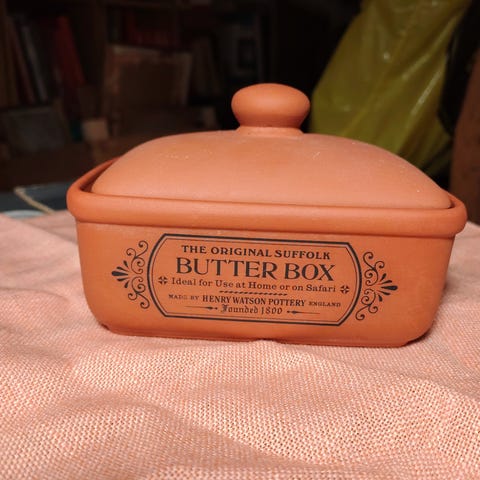 THE ORIGINAL SUFFOLK
BUTTER BOX
Ideal for Use at Home or on Safari
MADE BY HENRY WATSON POTTERY ENGLAND
Founded 1800